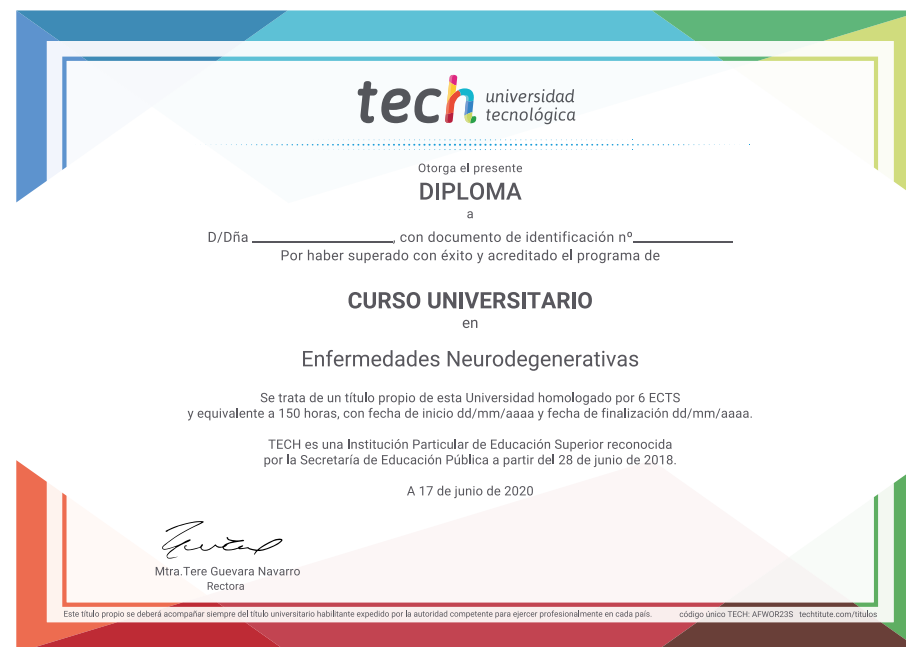 tech universidad
tecnológica
Otorga el presente
DIPLOMA
a
D/Dña ____________________, con documento de identificación nº______________
Por haber superado con éxito y acreditado el programa de
CURSO UNIVERSITARIO
en
Enfermedades Neurodegenerativas
Se trata de un título propio de esta Universidad homologado por 6 ECTS
y equivalente a 150 horas, con fecha de inicio dd/mm/aaaa y fecha de finalización dd/mm/aaaa.
TECH es una Institución Particular de Educación Superior reconocida
por la Secretaría de Educación Pública a partir del 28 de junio de 2018.
A 17 de junio de 2020
Mtra.Tere Guevara Navarro
Rectora
Este título propio se deberá acompañar siempre del título universitario habilitante expedido por la autoridad competente para ejercer profesionalmente en cada país. código único TECH: AFWOR23S techtitute.com/titulos